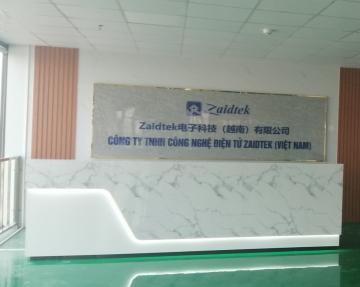 Zaidtek
Zaidtek电子科技（越南）有限公司
CÔNG TY TNHH CÔNG NGHỆ ĐIỆN TỬ ZAIDTEK (VIỆT NAM)